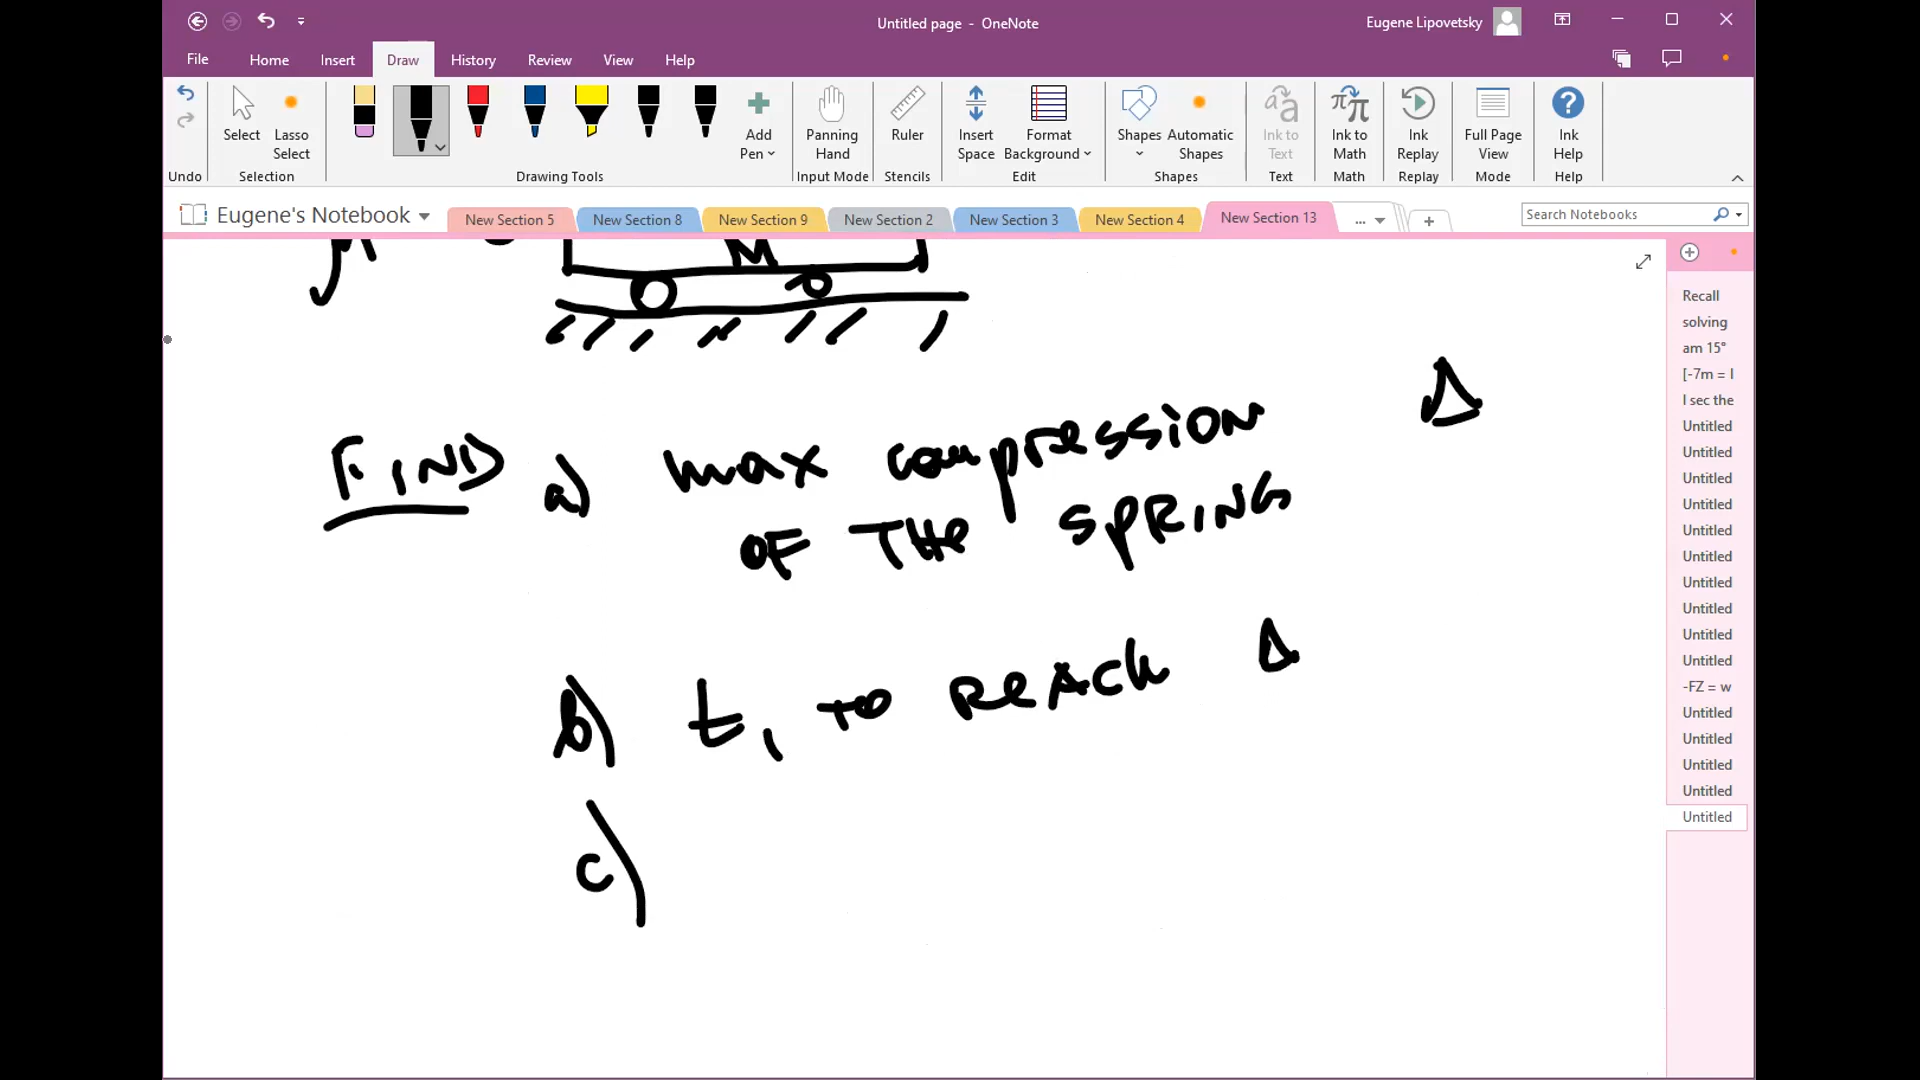 Untitled page - OneNote
Eugene Lipovetsky
File Home Insert Draw History Review View Help
Select Lasso Select Add Pen Panning Hand Ruler Insert Space Format Background Shapes Automatic Shapes Ink to Text Ink to Math Ink Replay Full Page View Ink Help
Undo Selection Drawing Tools Input Mode Stencils Edit Shapes Text Math Replay Mode Help
Eugene's Notebook New Section 5 New Section 8 New Section 9 New Section 2 New Section 3 New Section 4 New Section 13 ... Search Notebooks
M
FIND a) max compression Δ
OF THe SPRING
b) t, to REACh Δ
c)
Recall
solving
am 15°
[-7m = l
I sec the
Untitled
Untitled
Untitled
Untitled
Untitled
Untitled
Untitled
Untitled
Untitled
Untitled
-FZ = w
Untitled
Untitled
Untitled
Untitled
Untitled